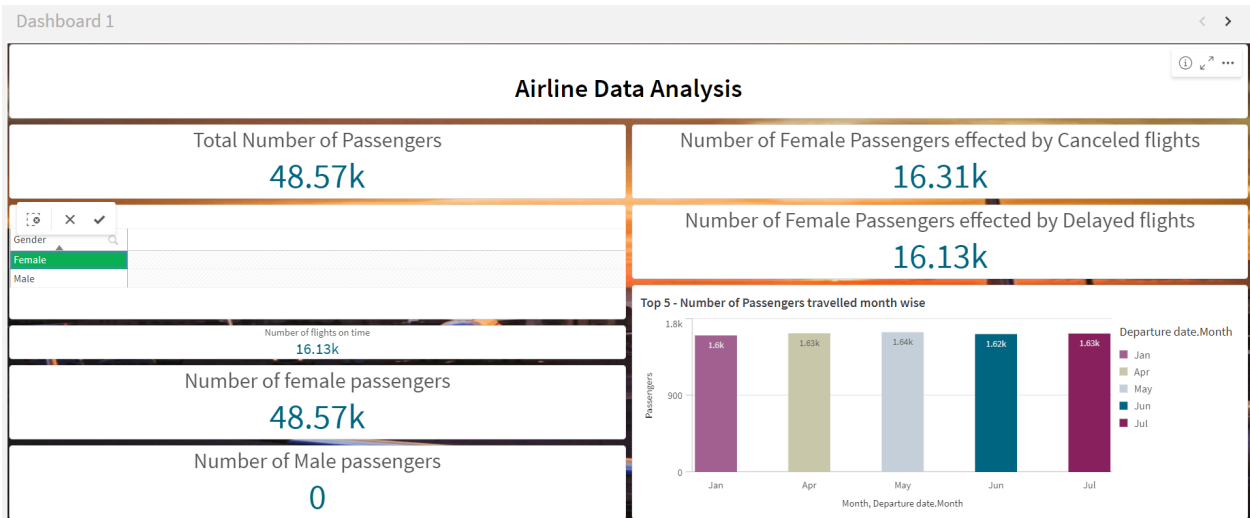 Dashboard 1
Airline Data Analysis
Total Number of Passengers
48.57k
Number of Female Passengers effected by Canceled flights
16.31k
Gender
Female
Male
Number of Female Passengers effected by Delayed flights
16.13k
Number of flights on time
16.13k
Number of female passengers
48.57k
Number of Male passengers
0
Top 5 - Number of Passengers travelled month wise
Passengers
1.8k
900
0
1.6k
1.63k
1.64k
1.62k
1.63k
Jan
Apr
May
Jun
Jul
Month, Departure date.Month
Departure date.Month
Jan
Apr
May
Jun
Jul